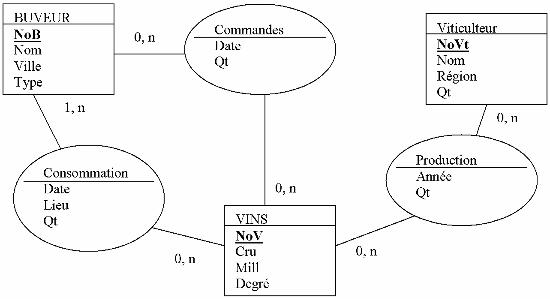 BUVEUR
NoB
Nom
Ville
Type
0, n
Commandes
Date
Qt
Viticulteur
NoVt
Nom
Région
Qt
1, n
0, n
Consommation
Date
Lieu
Qt
Production
Année
Qt
0, n
VINS
NoV
Cru
Mill
Degré
0, n
0, n